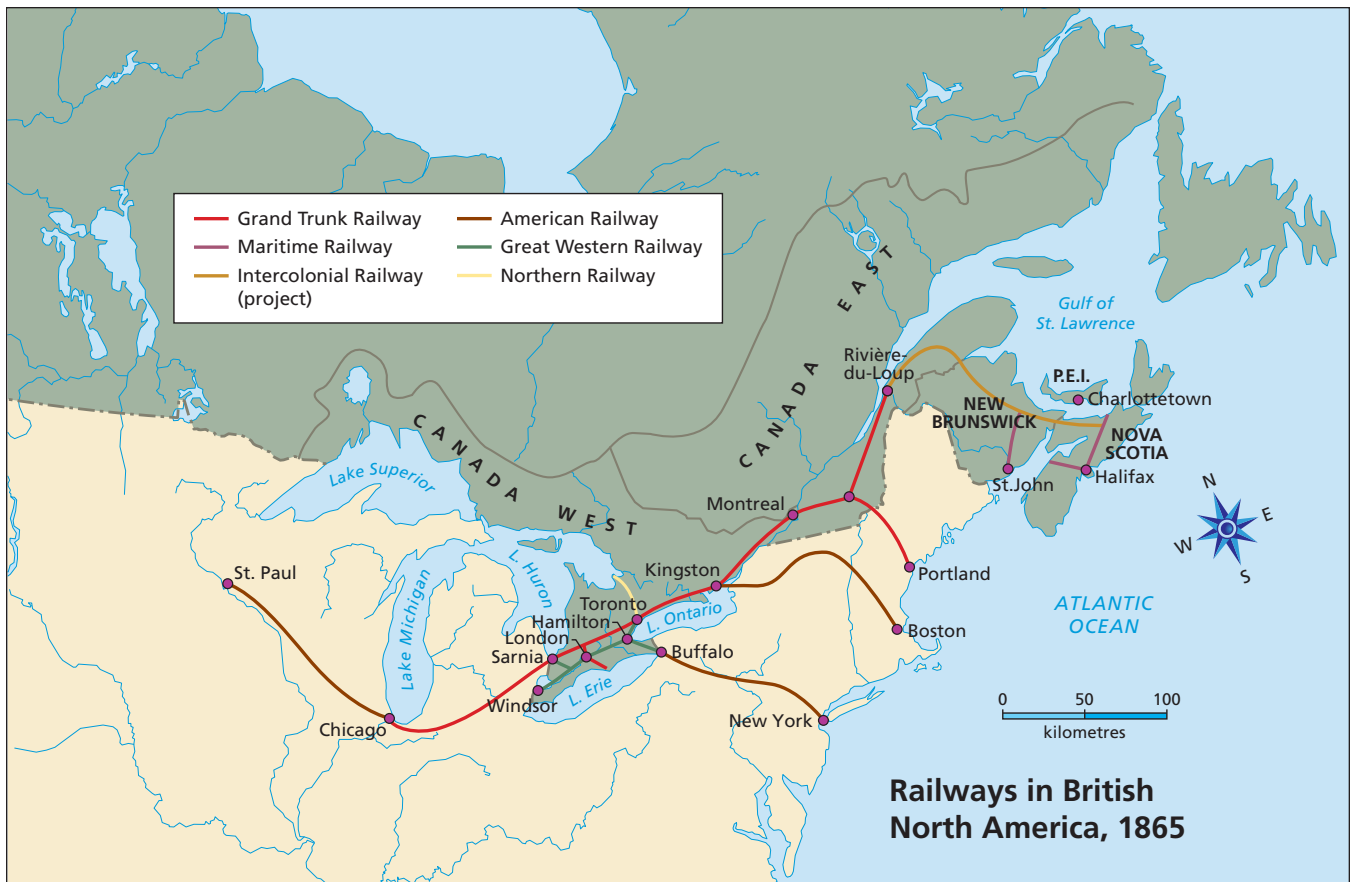 Grand Trunk Railway
Maritime Railway
Intercolonial Railway
(project)
American Railway
Great Western Railway
Northern Railway
CANADA EAST
Gulf of
St. Lawrence
Rivière-
du-Loup
P.E.I.
Charlottetown
NEW
BRUNSWICK
NOVA
SCOTIA
St.John
Halifax
CANADA WEST
Lake Superior
Montreal
N
E
W
S
St. Paul
Lake Michigan
L. Huron
Kingston
Portland
Toronto
Hamilton
L. Ontario
London
Sarnia
Buffalo
Boston
ATLANTIC
OCEAN
Windsor
L. Erie
Chicago
New York
0 50 100
kilometres
Railways in British
North America, 1865